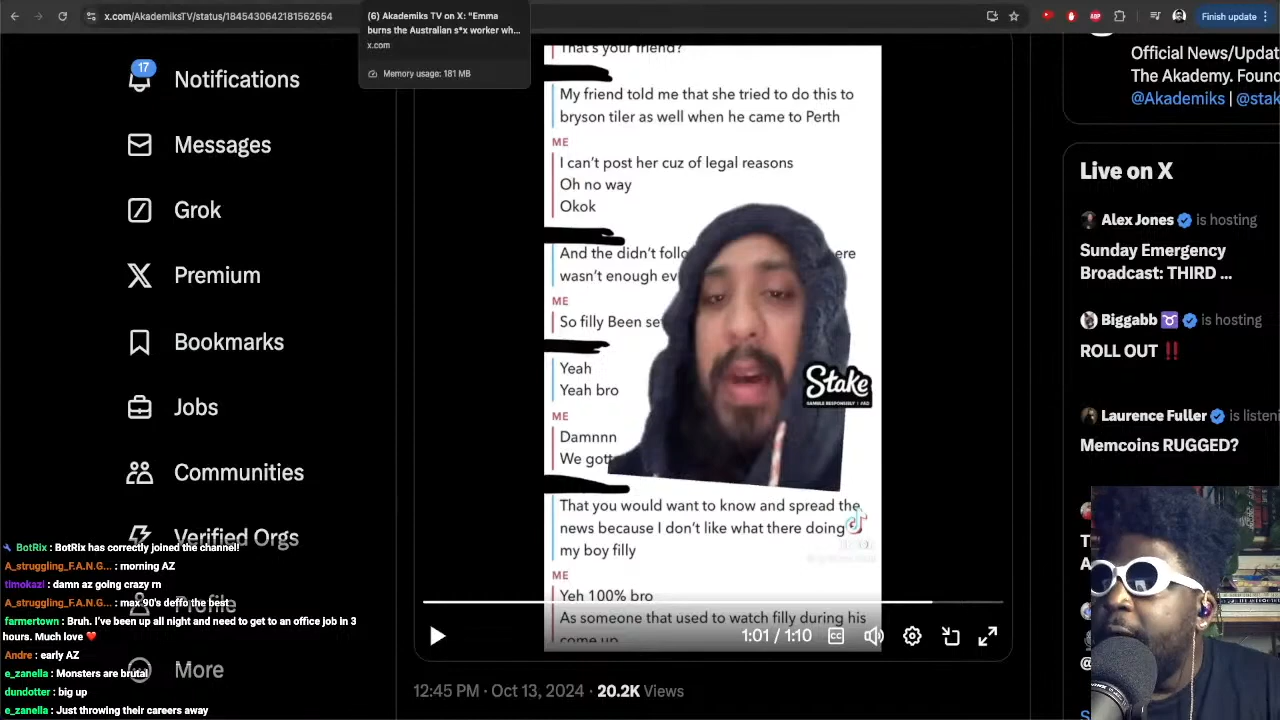 x.com/AkademiksTV/status/1845430642181562654
Finish update
(6) Akademiks TV on X: "Emma
burns the Australian s*x worker wh...
x.com
Memory usage: 181 MB
17
Notifications
Messages
Grok
Premium
Bookmarks
Jobs
Communities
Verified Orgs
Profile
More
That's your friend?
My friend told me that she tried to do this to
bryson tiler as well when he came to Perth
ME
I can't post her cuz of legal reasons
Oh no way
Okok
And the didn't follo
ere
wasn't enough ev
ME
So filly Been se
Yeah
Yeah bro
ME
Damnnn
We gott
That you would want to know and spread the
news because I don't like what there doing
my boy filly
ME
Yeh 100% bro
As someone that used to watch filly during his
come up
Stake
GAMBLE RESPONSIBLY
1:01 / 1:10
CC
12:45 PM · Oct 13, 2024 · 20.2K Views
Official News/Updat
The Academy. Found
@Akademiks | @stak
Live on X
Alex Jones is hosting
Sunday Emergency
Broadcast: THIRD ...
Biggabb is hosting
ROLL OUT ‼️
Laurence Fuller is listeni
Memcoins RUGGED?
BotRix : BotRix has correctly joined the channel!
A_struggling_F.A.N.G... : morning AZ
timokazi : damn az going crazy rn
A_struggling_F.A.N.G... : max 90's deffo the best
farmertown : Bruh. I've been up all night and need to get to an office job in 3
hours. Much love ❤️
Andre : early AZ
e_zanella : Monsters are brutal
dundotter : big up
e_zanella : Just throwing their careers away